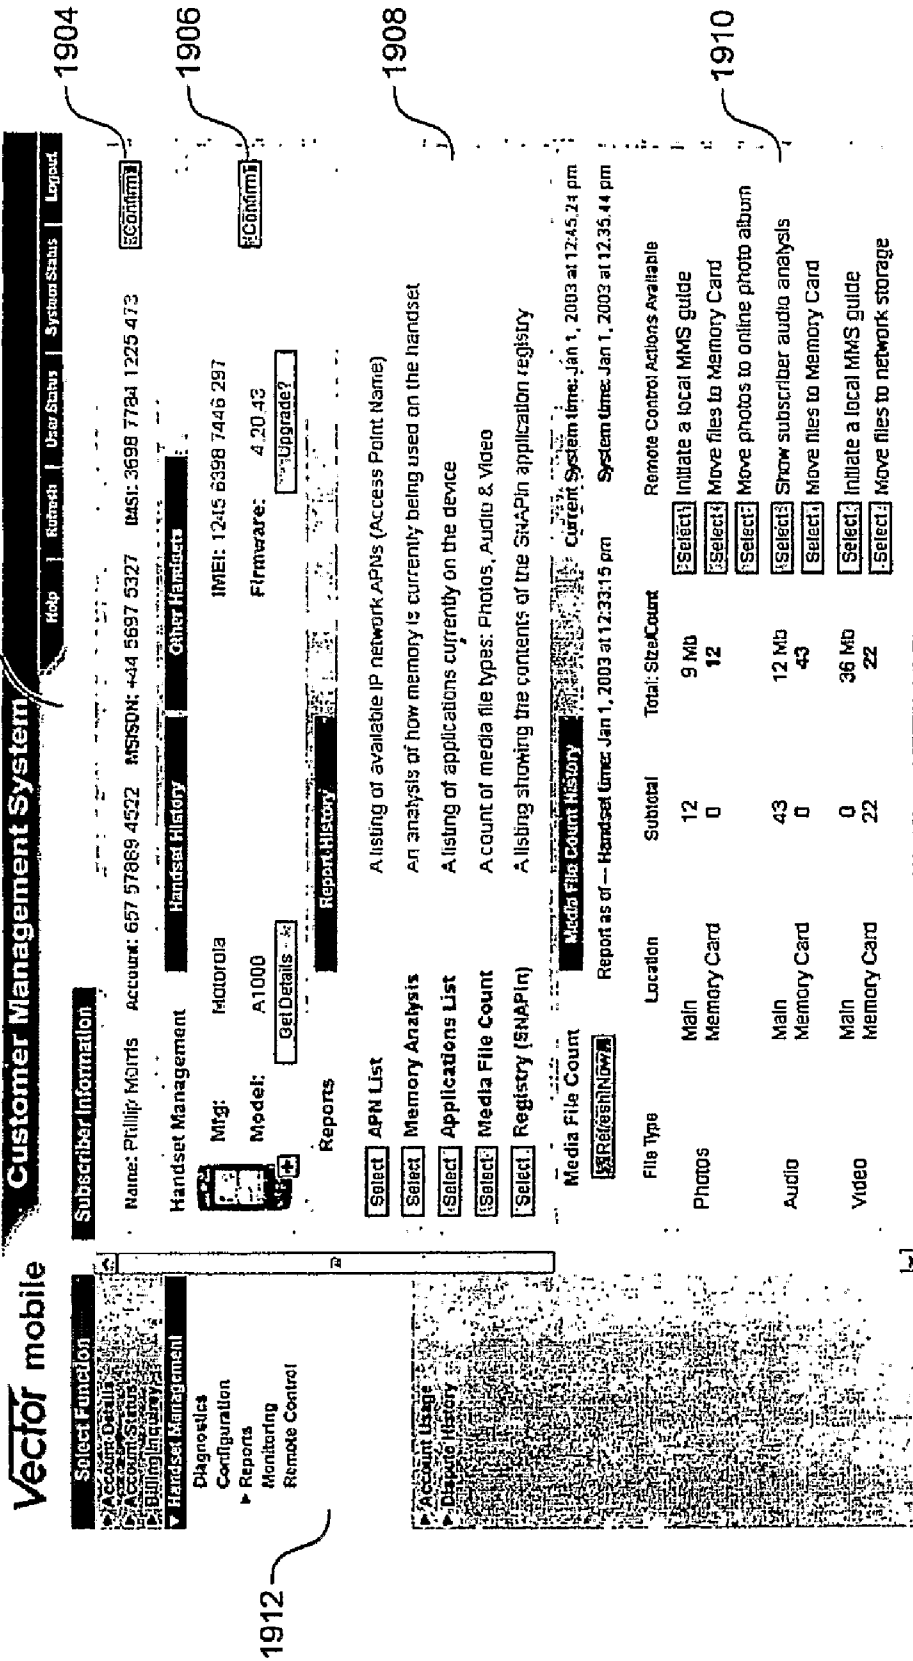 Vector mobile
Customer Management System
Help | Refresh | User Status | System Status | Logout
1904
1906
1908
1910
1912
Select Function
Account Details
Account Status
Billing Inquiry
Handset Management
Diagnostics
Configuration
Reports
Monitoring
Remote Control
Account Usage
Dispute History
Subscriber Information
Name: Phillip Morris Account: 657 57889 4522 MSISDN: +44 5697 5327 IMSI: 3698 7784 1225 473 Confirm
Handset Management Handset History Other Handsets
Mfg: Motorola IMEI: 1245 6398 7446 297
Model: A1000 Firmware: 4.20.43 Confirm
Get Details Upgrade?
Reports Report History
Select APN List A listing of available IP network APNs (Access Point Name)
Select Memory Analysis An analysis of how memory is currently being used on the handset
Select Applications List A listing of applications currently on the device
Select Media File Count A count of media file types: Photos, Audio & Video
Select Registry (SNAPin) A listing showing the contents of the SNAPin application registry
Media File Count Media File Count History Current System time: Jan 1, 2003 at 12:45:24 pm
Refresh Now Report as of — Handset time: Jan 1, 2003 at 12:33:15 pm System time: Jan 1, 2003 at 12:35:44 pm
File Type Location Subtotal Total: Size/Count Remote Control Actions Available
Photos Main 12 9 Mb Select Initiate a local MMS guide
Memory Card 0 12 Select Move files to Memory Card
Select Move photos to online photo album
Audio Main 43 12 Mb Select Show subscriber audio analysis
Memory Card 0 43 Select Move files to Memory Card
Video Main 0 36 Mb Select Initiate a local MMS guide
Memory Card 22 22 Select Move files to network storage